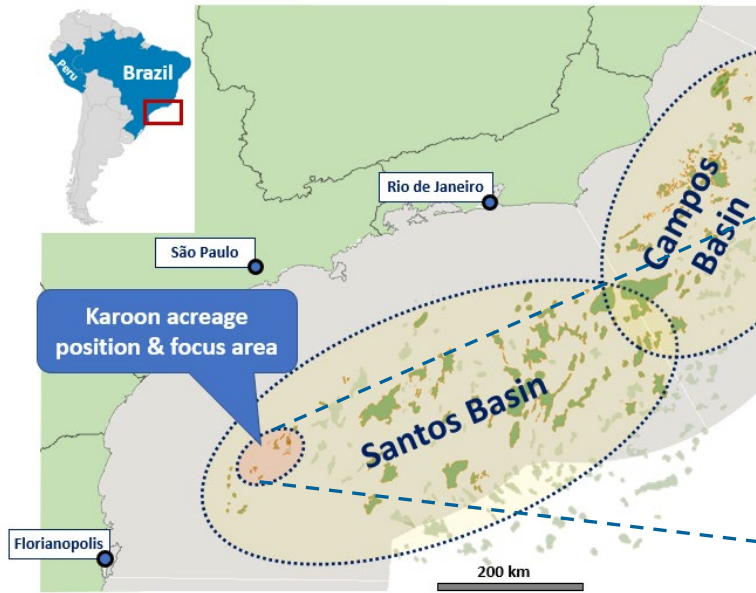 Peru
Brazil
Rio de Janeiro
São Paulo
Campos
Basin
Karoon acreage
position & focus area
Santos Basin
Florianopolis
200 km